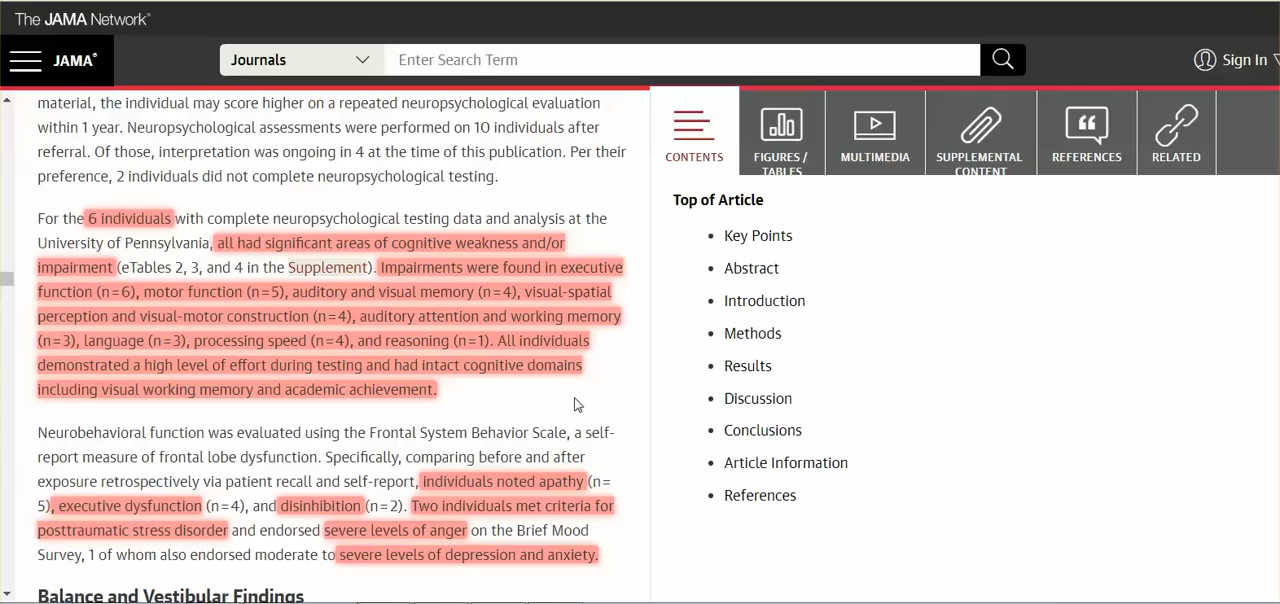 The JAMA Network®
JAMA®
Journals
Enter Search Term
Sign In
material, the individual may score higher on a repeated neuropsychological evaluation
within 1 year. Neuropsychological assessments were performed on 10 individuals after
referral. Of those, interpretation was ongoing in 4 at the time of this publication. Per their
preference, 2 individuals did not complete neuropsychological testing.
For the 6 individuals with complete neuropsychological testing data and analysis at the
University of Pennsylvania, all had significant areas of cognitive weakness and/or
impairment (eTables 2, 3, and 4 in the Supplement). Impairments were found in executive
function (n=6), motor function (n=5), auditory and visual memory (n=4), visual-spatial
perception and visual-motor construction (n=4), auditory attention and working memory
(n=3), language (n=3), processing speed (n=4), and reasoning (n=1). All individuals
demonstrated a high level of effort during testing and had intact cognitive domains
including visual working memory and academic achievement.
Neurobehavioral function was evaluated using the Frontal System Behavior Scale, a self-
report measure of frontal lobe dysfunction. Specifically, comparing before and after
exposure retrospectively via patient recall and self-report, individuals noted apathy (n=
5), executive dysfunction (n=4), and disinhibition (n=2). Two individuals met criteria for
posttraumatic stress disorder and endorsed severe levels of anger on the Brief Mood
Survey, 1 of whom also endorsed moderate to severe levels of depression and anxiety.
Balance and Vestibular Findings
CONTENTS
FIGURES /
TABLES
MULTIMEDIA
SUPPLEMENTAL
CONTENT
REFERENCES
RELATED
Top of Article
Key Points
Abstract
Introduction
Methods
Results
Discussion
Conclusions
Article Information
References